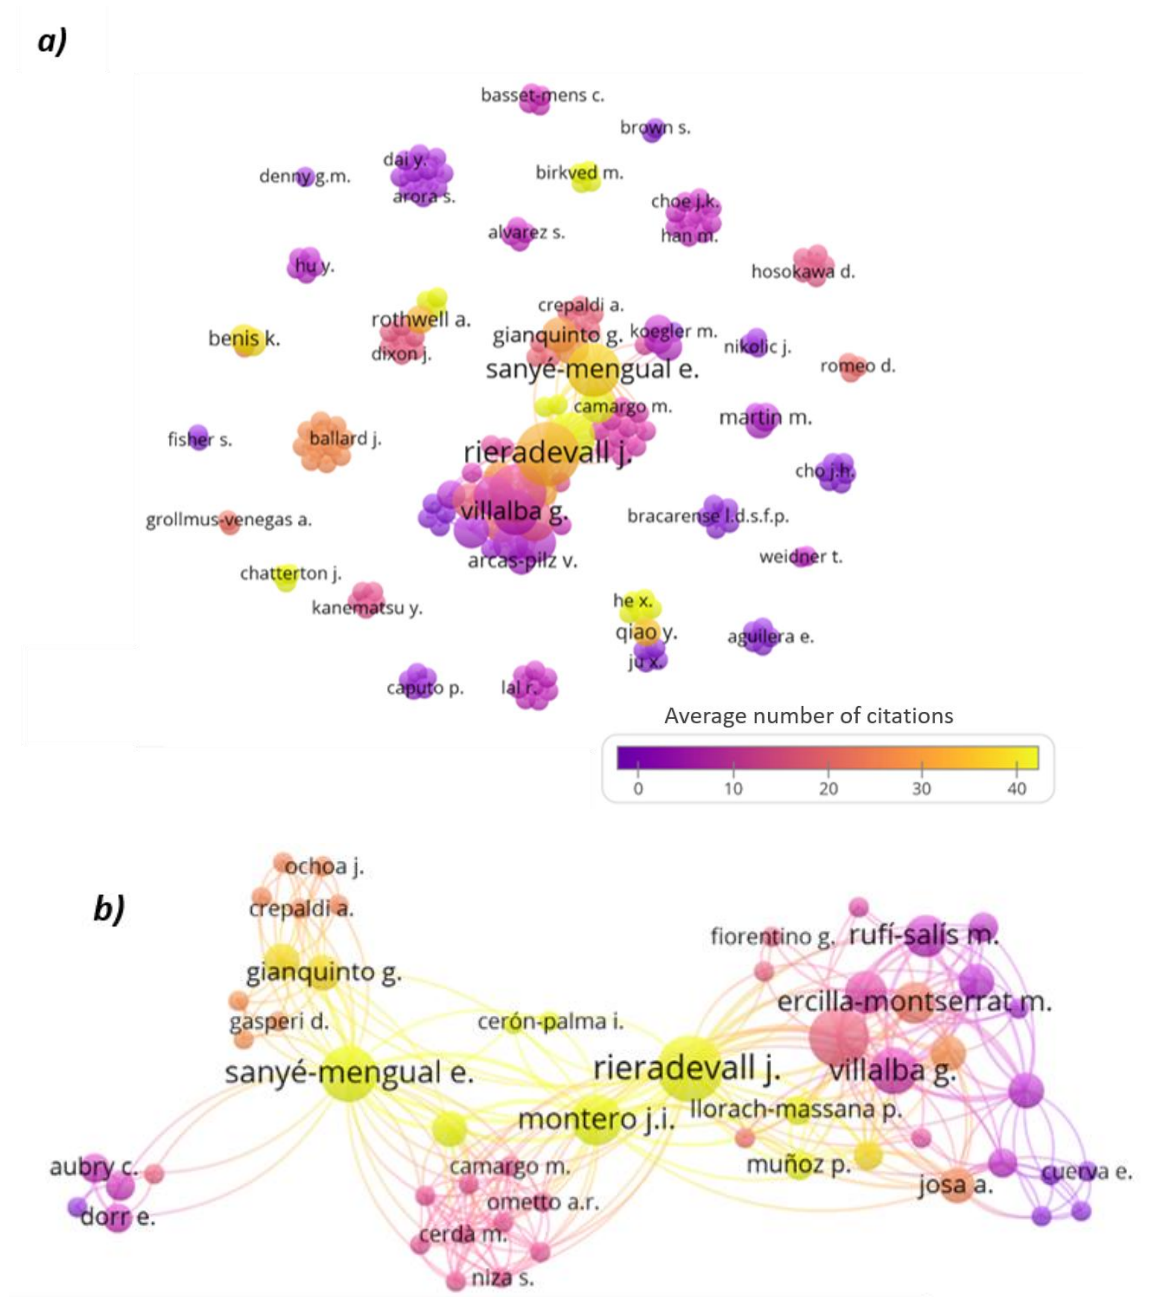 a)
basset-mens c.
brown s.
dai y.
birkved m.
denny g.m.
arora s.
choe j.k.
alvarez s.
han m.
hu y.
hosokawa d.
crepaldi a.
rothwell a.
gianquinto g.
koegler m.
benis k.
dixon j.
nikolic j.
sanyé-mengual e.
romeo d.
camargo m.
martin m.
fisher s.
ballard j.
rieradevall j.
cho j.h.
villalba g.
bracarense l.d.s.f.p.
grollmus-venegas a.
arcas-pilz v.
weidner t.
chatterton j.
kanematsu y.
he x.
qiao y.
aguilera e.
ju x.
caputo p.
lal r.
Average number of citations
0 10 20 30 40
b)
ochoa j.
crepaldi a.
fiorentino g.
rufí-salís m.
gianquinto g.
ercilla-montserrat m.
gasperi d.
cerón-palma i.
sanyé-mengual e.
rieradevall j.
villalba g.
montero j.i.
llorach-massana p.
aubry c.
camargo m.
muñoz p.
cuerva e.
josa a.
ometto a.r.
dorr e.
cerdà m.
niza s.